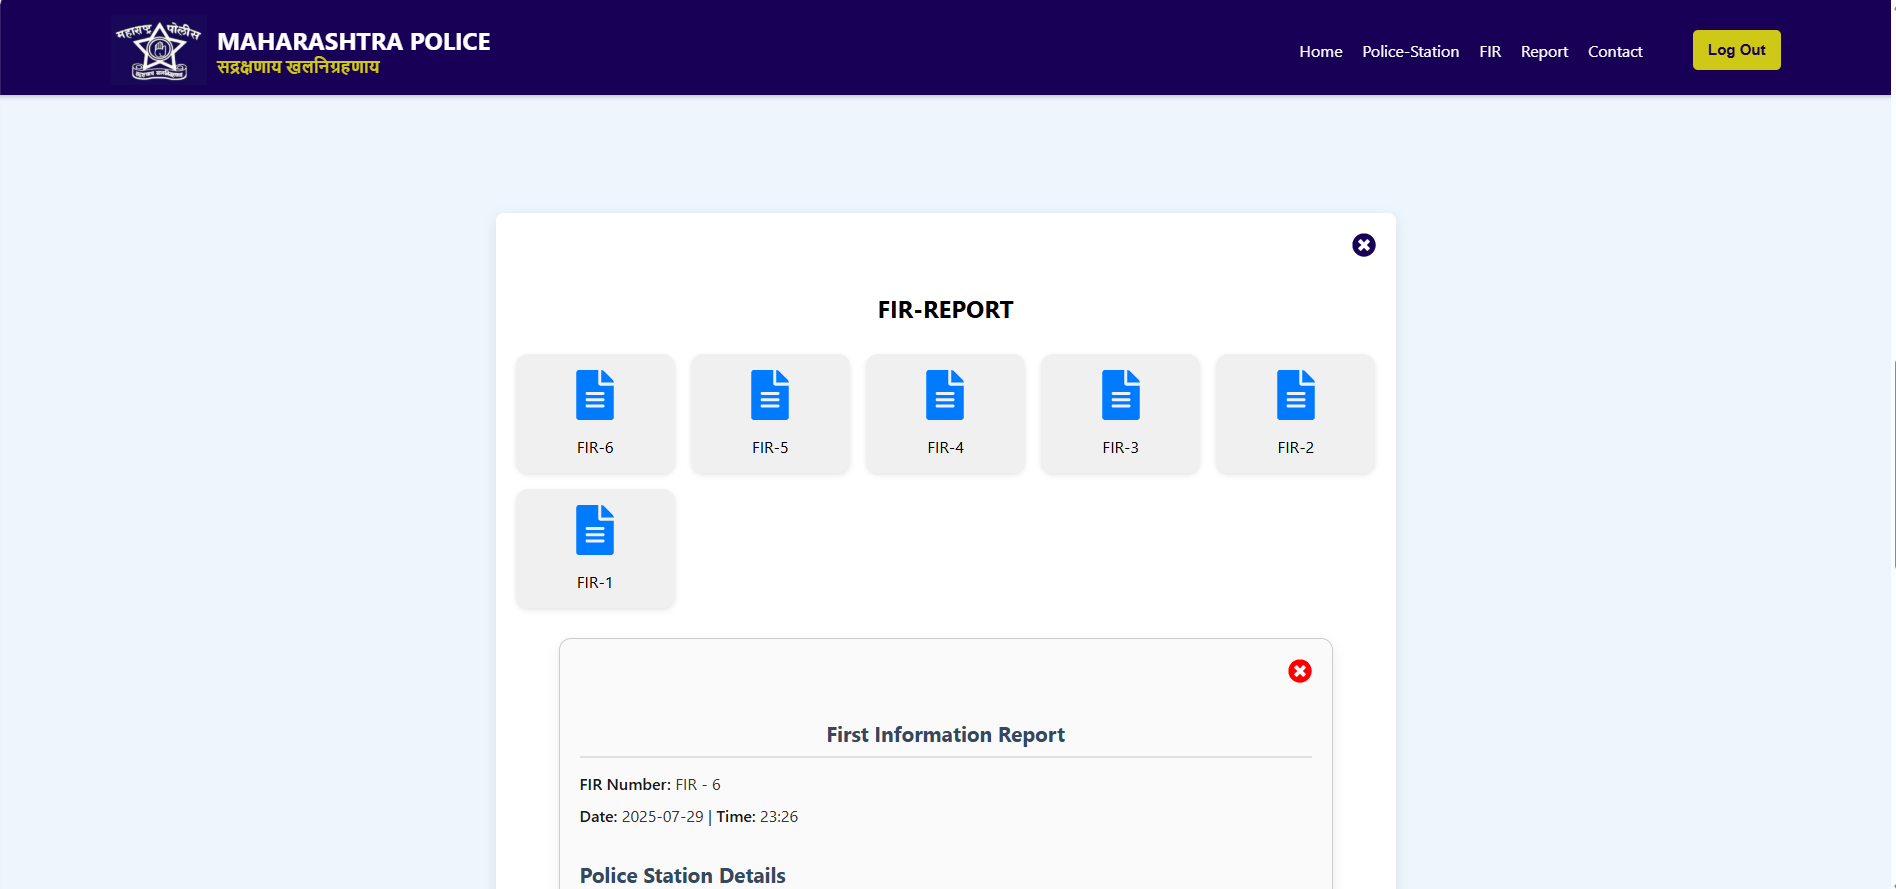 महाराष्ट्र पोलीस
MAHARASHTRA POLICE
सद्रक्षणाय खलनिग्रहणाय
Home Police-Station FIR Report Contact Log Out
FIR-REPORT
FIR-6 FIR-5 FIR-4 FIR-3 FIR-2
FIR-1
First Information Report
FIR Number: FIR - 6
Date: 2025-07-29 | Time: 23:26
Police Station Details